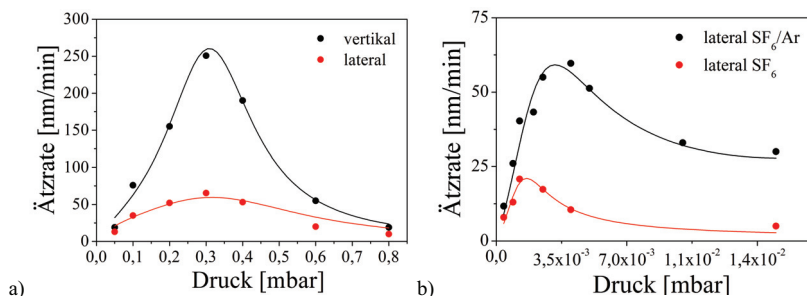 a)
Ätzrate [nm/min]
300
250
200
150
100
50
0
0,0 0,1 0,2 0,3 0,4 0,5 0,6 0,7 0,8
Druck [mbar]
vertikal
lateral
b)
Ätzrate [nm/min]
75
50
25
0
0,0 3,5x10⁻³ 7,0x10⁻³ 1,1x10⁻² 1,4x10⁻²
Druck [mbar]
lateral SF₆/Ar
lateral SF₆